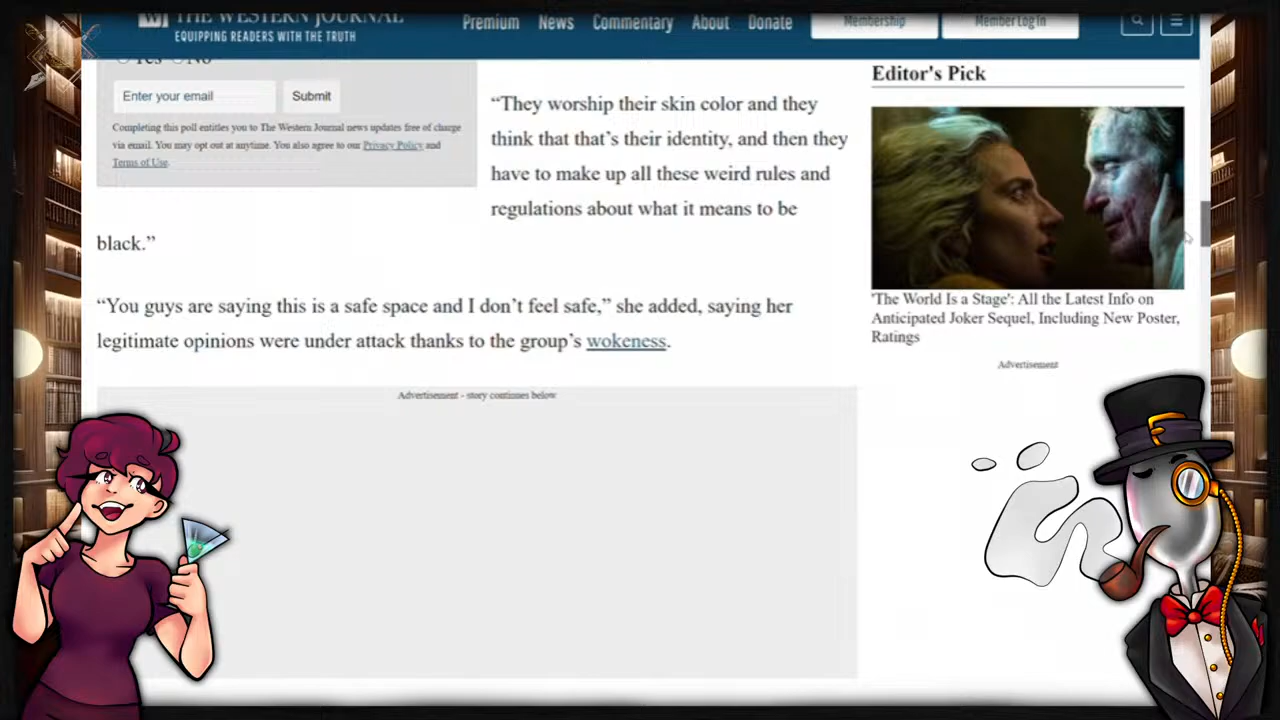 THE WESTERN JOURNAL
EQUIPPING READERS WITH THE TRUTH
Premium News Commentary About Donate Membership Member Log In
Yes No
Enter your email Submit
Completing this poll entitles you to The Western Journal news updates free of charge
via email. You may opt out at anytime. You also agree to our Privacy Policy and
Terms of Use.
“They worship their skin color and they
think that that’s their identity, and then they
have to make up all these weird rules and
regulations about what it means to be
black.”
“You guys are saying this is a safe space and I don’t feel safe,” she added, saying her
legitimate opinions were under attack thanks to the group’s wokeness.
Advertisement - story continues below
Editor's Pick
'The World Is a Stage': All the Latest Info on
Anticipated Joker Sequel, Including New Poster,
Ratings
Advertisement